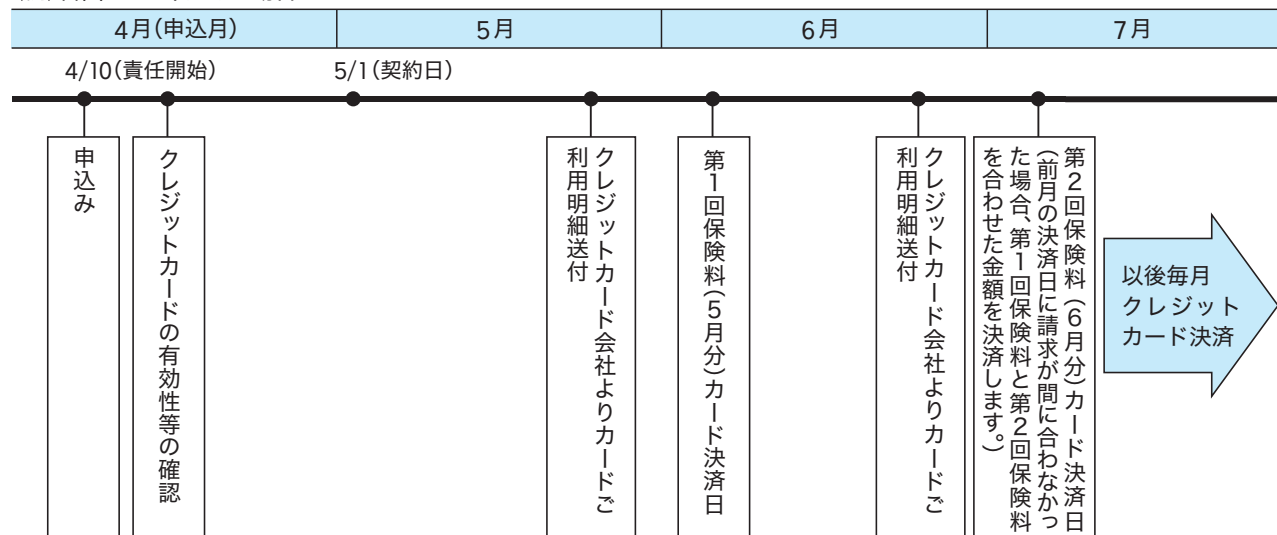 4月(申込月)
5月
6月
7月
4/10(責任開始)
5/1(契約日)
申込み
クレジットカードの有効性等の確認
クレジットカード会社よりカードご
利用明細送付
第1回保険料(5月分)カード決済日
クレジットカード会社よりカードご
利用明細送付
第2回保険料(6月分)カード決済日
(前月の決済日に請求が間に合わなかっ
た場合、第1回保険料と第2回保険料
を合わせた金額を決済します。)
以後毎月
クレジット
カード決済